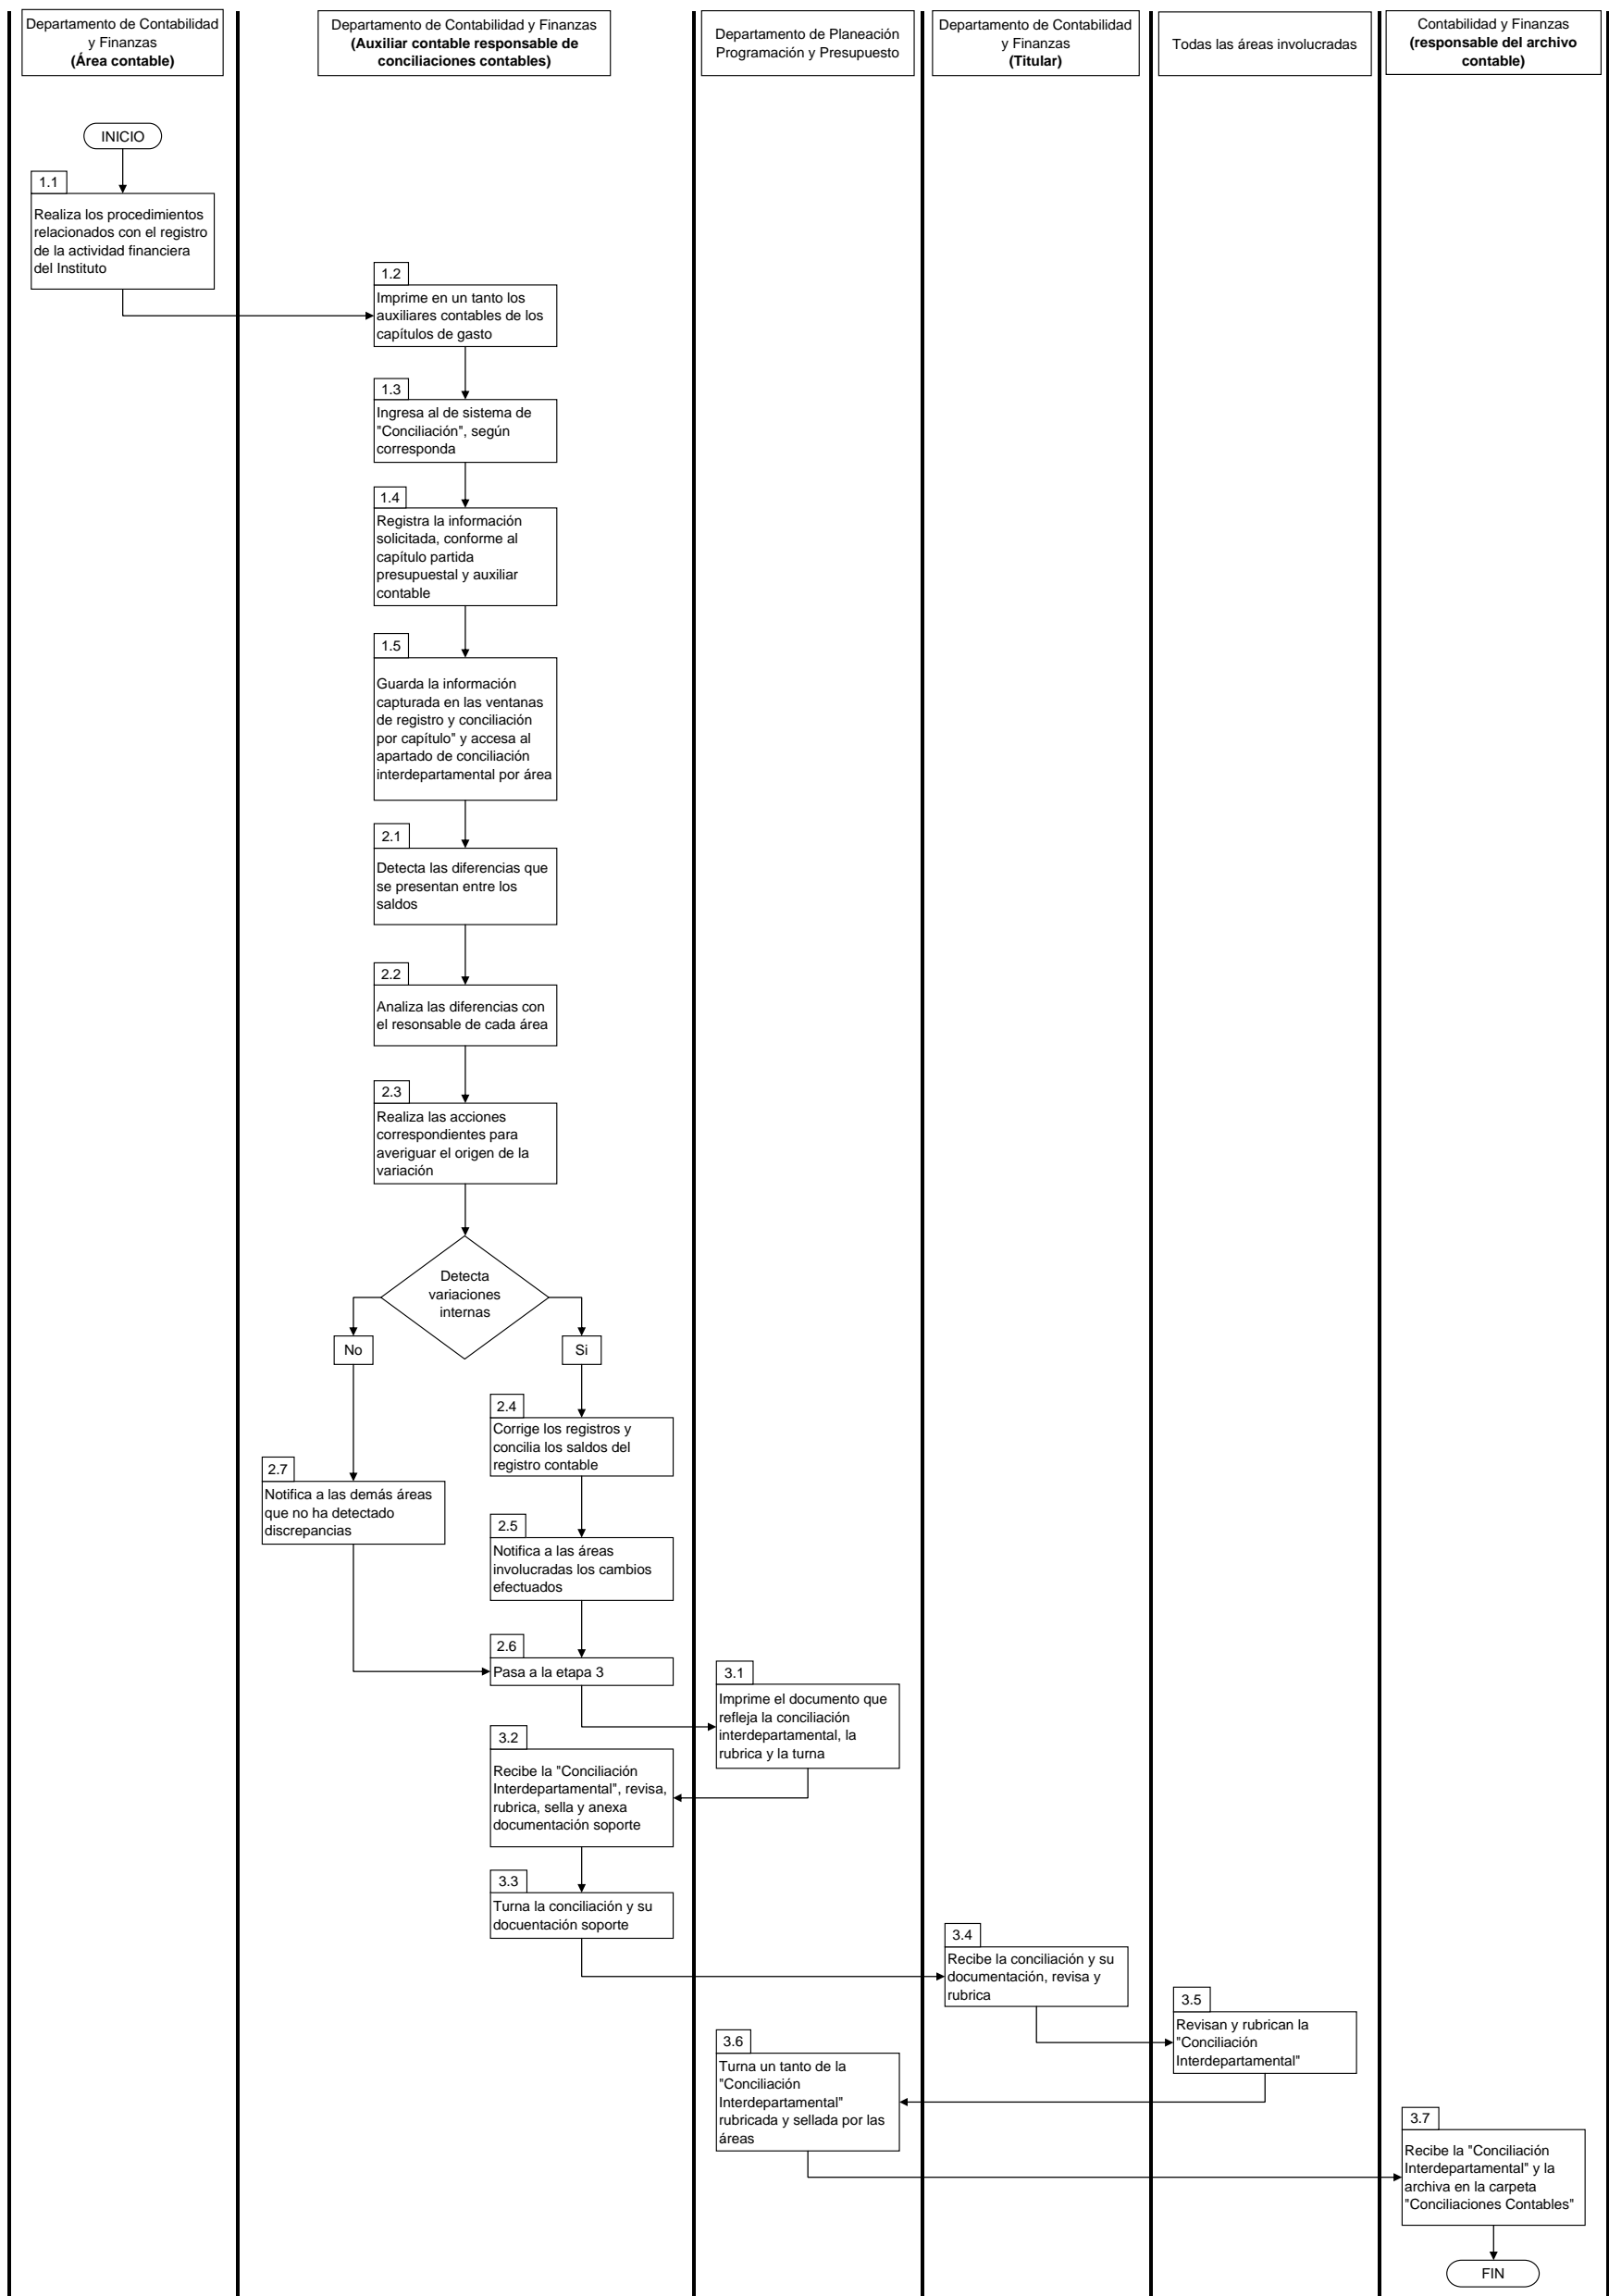 Departamento de Contabilidad
y Finanzas
(Área contable)
Departamento de Contabilidad y Finanzas
(Auxiliar contable responsable de
conciliaciones contables)
Departamento de Planeación
Programación y Presupuesto
Departamento de Contabilidad
y Finanzas
(Titular)
Todas las áreas involucradas
Contabilidad y Finanzas
(responsable del archivo
contable)
INICIO
1.1
Realiza los procedimientos
relacionados con el registro
de la actividad financiera
del Instituto
1.2
Imprime en un tanto los
auxiliares contables de los
capítulos de gasto
1.3
Ingresa al de sistema de
"Conciliación", según
corresponda
1.4
Registra la información
solicitada, conforme al
capítulo partida
presupuestal y auxiliar
contable
1.5
Guarda la información
capturada en las ventanas
de registro y conciliación
por capítulo" y accesa al
apartado de conciliación
interdepartamental por área
2.1
Detecta las diferencias que
se presentan entre los
saldos
2.2
Analiza las diferencias con
el resonsable de cada área
2.3
Realiza las acciones
correspondientes para
averiguar el origen de la
variación
Detecta
variaciones
internas
No
Si
2.4
Corrige los registros y
concilia los saldos del
registro contable
2.7
Notifica a las demás áreas
que no ha detectado
discrepancias
2.5
Notifica a las áreas
involucradas los cambios
efectuados
2.6
Pasa a la etapa 3
3.1
Imprime el documento que
refleja la conciliación
interdepartamental, la
rubrica y la turna
3.2
Recibe la "Conciliación
Interdepartamental", revisa,
rubrica, sella y anexa
documentación soporte
3.3
Turna la conciliación y su
docuentación soporte
3.4
Recibe la conciliación y su
documentación, revisa y
rubrica
3.5
Revisan y rubrican la
"Conciliación
Interdepartamental"
3.6
Turna un tanto de la
"Conciliación
Interdepartamental"
rubricada y sellada por las
áreas
3.7
Recibe la "Conciliación
Interdepartamental" y la
archiva en la carpeta
"Conciliaciones Contables"
FIN